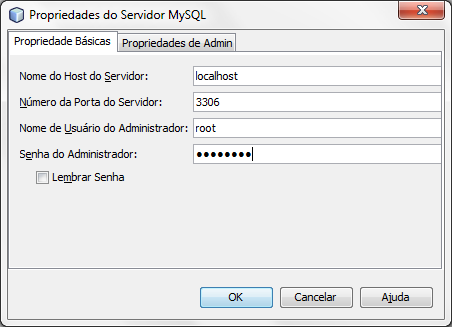 Propriedades do Servidor MySQL
Propriedade Básicas Propriedades de Admin
Nome do Host do Servidor: localhost
Número da Porta do Servidor: 3306
Nome de Usuário do Administrador: root
Senha do Administrador: ●●●●●●●●
Lembrar Senha
OK Cancelar Ajuda